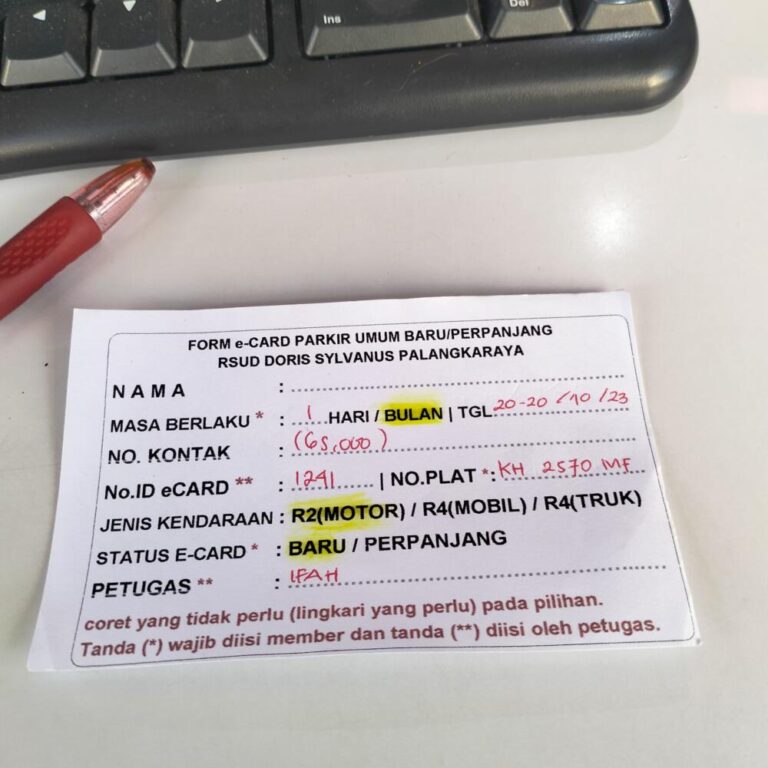 Ins
Del
FORM e-CARD PARKIR UMUM BARU/PERPANJANG
RSUD DORIS SYLVANUS PALANGKARAYA
N A M A :
MASA BERLAKU * : 1 HARI / BULAN | TGL 20-20 /10 /23
NO. KONTAK : (65,000)
No.ID eCARD ** : 1241 | NO.PLAT *: KH 2570 MF
JENIS KENDARAAN : R2(MOTOR) / R4(MOBIL) / R4(TRUK)
STATUS E-CARD * : BARU / PERPANJANG
PETUGAS ** : IFAH
coret yang tidak perlu (lingkari yang perlu) pada pilihan.
Tanda (*) wajib diisi member dan tanda (**) diisi oleh petugas.